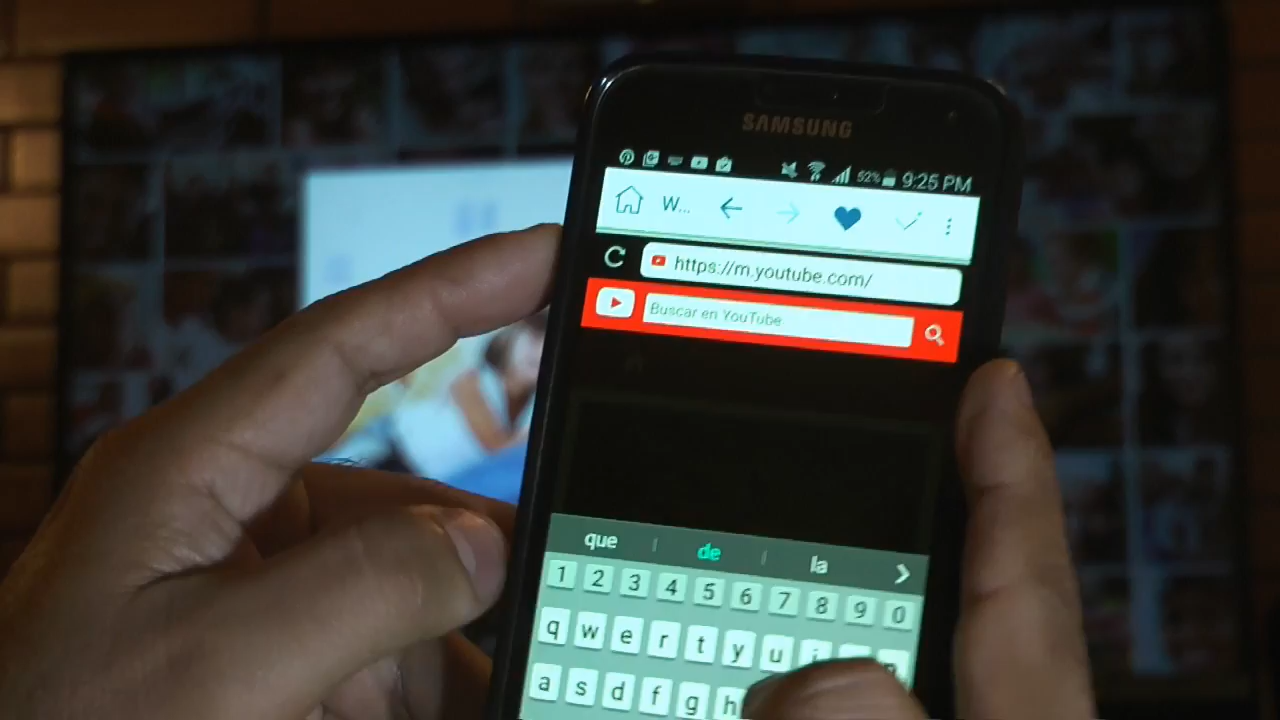 SAMSUNG
52% 9:25 PM
W...
https://m.youtube.com/
Buscar en YouTube
que de la
1 2 3 4 5 6 7 8 9 0
q w e r t y u
a s d f g h